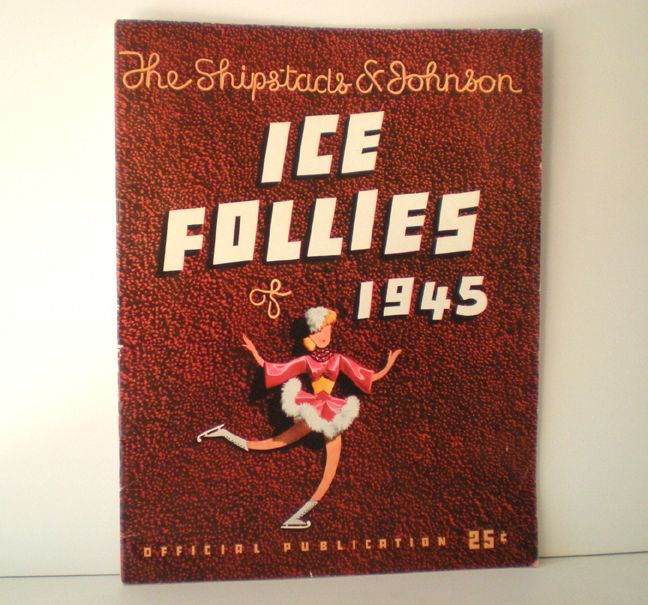 The Shipstads & Johnson
ICE
FOLLIES
of 1945
OFFICIAL PUBLICATION 25¢